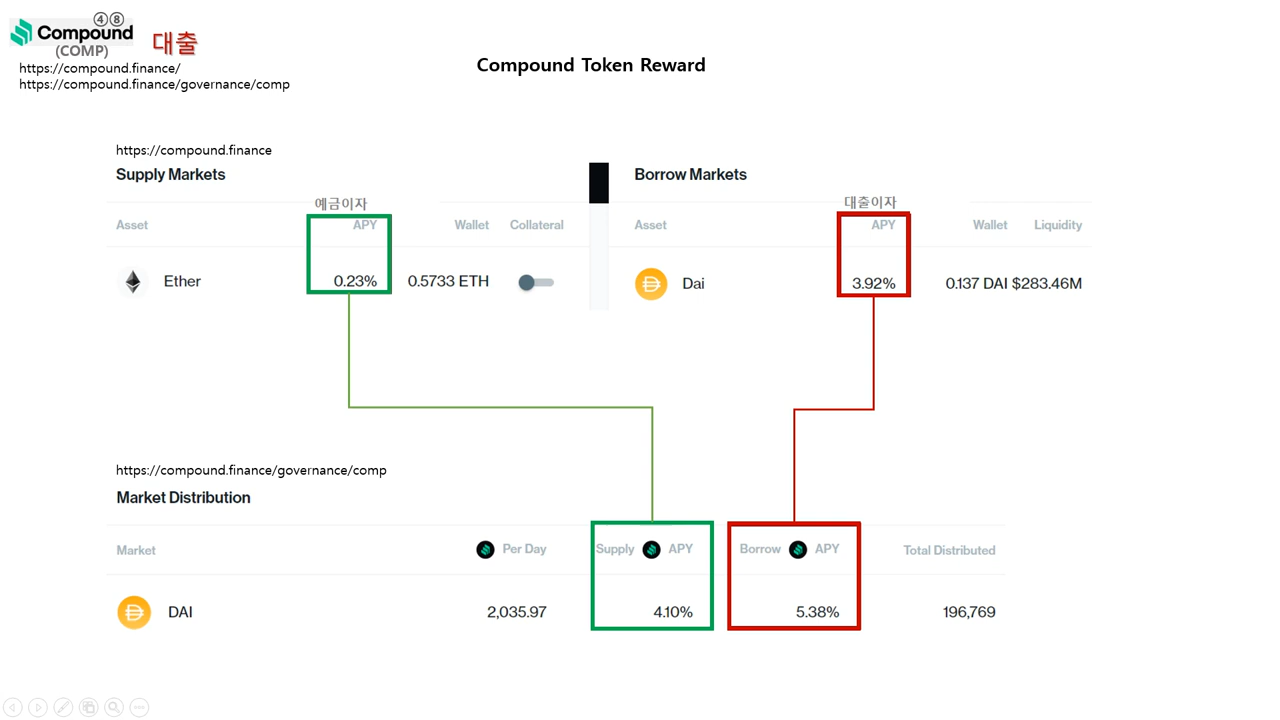 ④⑧
Compound
(COMP)
대출
https://compound.finance/
https://compound.finance/governance/comp
Compound Token Reward
https://compound.finance
Supply Markets
예금이자
Asset APY Wallet Collateral
Ether 0.23% 0.5733 ETH
Borrow Markets
대출이자
Asset APY Wallet Liquidity
Dai 3.92% 0.137 DAI $283.46M
https://compound.finance/governance/comp
Market Distribution
Market Per Day Supply APY Borrow APY Total Distributed
DAI 2,035.97 4.10% 5.38% 196,769